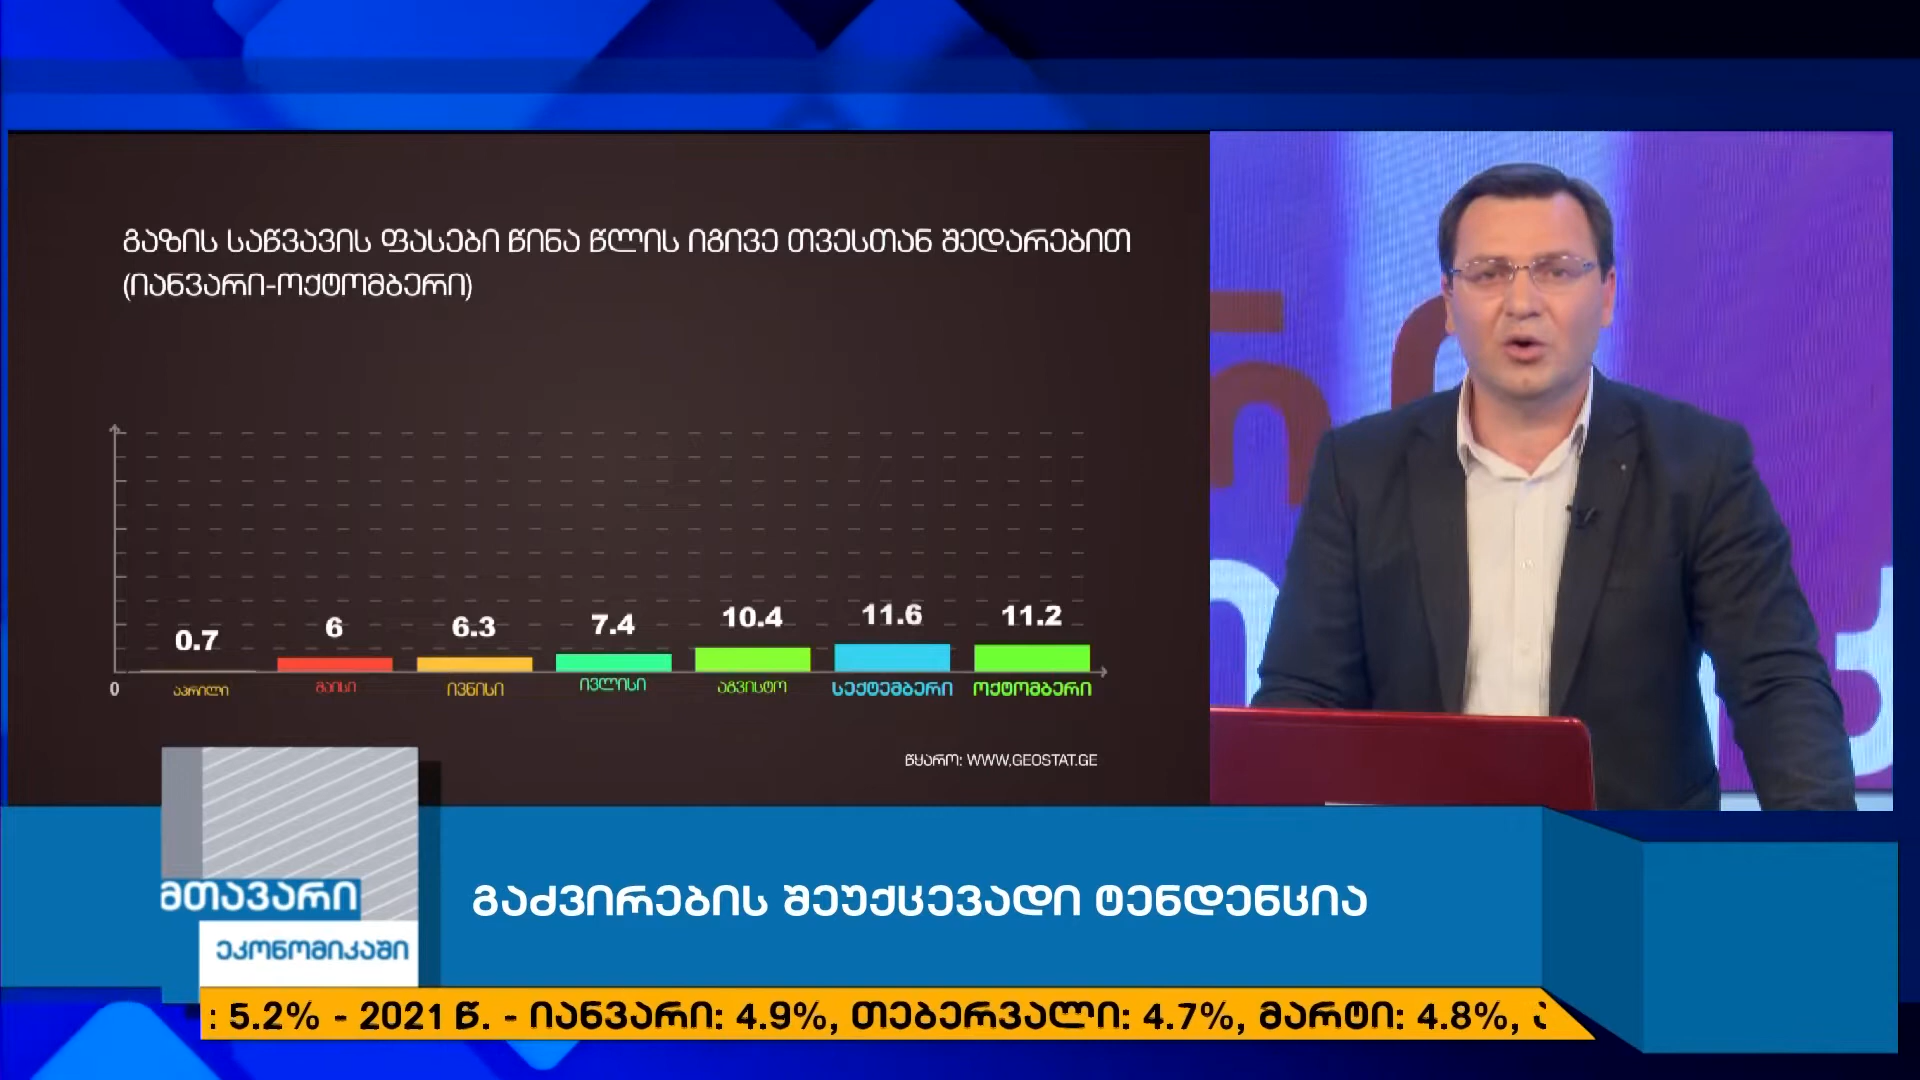 გაზის საწვავის ფასები წინა წლის იგივე თვესთან შედარებით
(იანვარი-ოქტომბერი)
0.7 6 6.3 7.4 10.4 11.6 11.2
0 აპრილი მაისი ივნისი ივლისი აგვისტო სექტემბერი ოქტომბერი
წყარო: WWW.GEOSTAT.GE
მთავარი
ეკონომიკაში
გაძვირების შეუქცევადი ტენდენცია
: 5.2% - 2021 წ. - იანვარი: 4.9%, თებერვალი: 4.7%, მარტი: 4.8%,